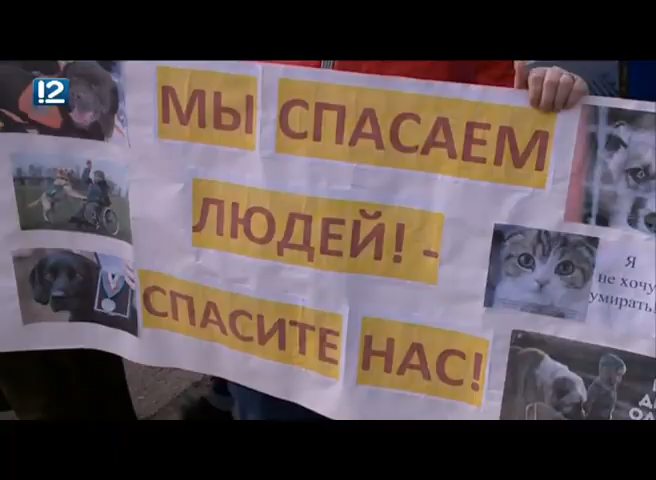 12
МЫ СПАСАЕМ
ЛЮДЕЙ! -
СПАСИТЕ НАС!
Я
не хочу
умирать!